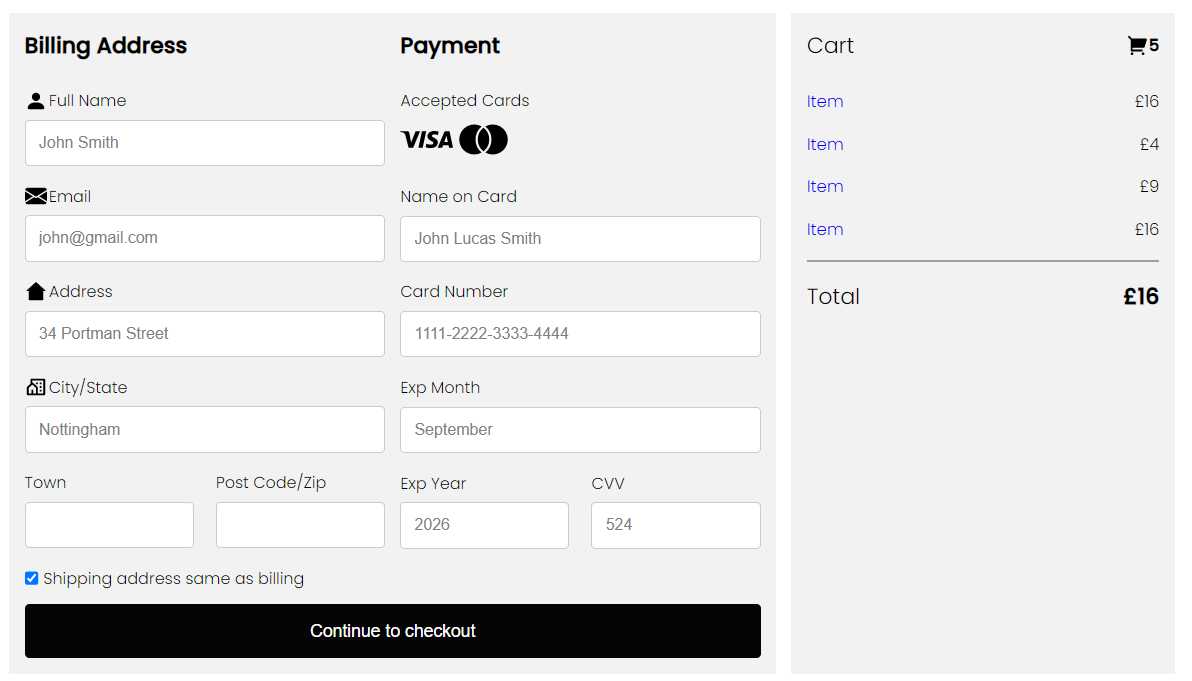 Billing Address
Full Name
John Smith
Email
john@gmail.com
Address
34 Portman Street
City/State
Nottingham
Town Post Code/Zip
Shipping address same as billing
Payment
Accepted Cards
VISA
Name on Card
John Lucas Smith
Card Number
1111-2222-3333-4444
Exp Month
September
Exp Year CVV
2026 524
Continue to checkout
Cart 5
Item £16
Item £4
Item £9
Item £16
Total £16